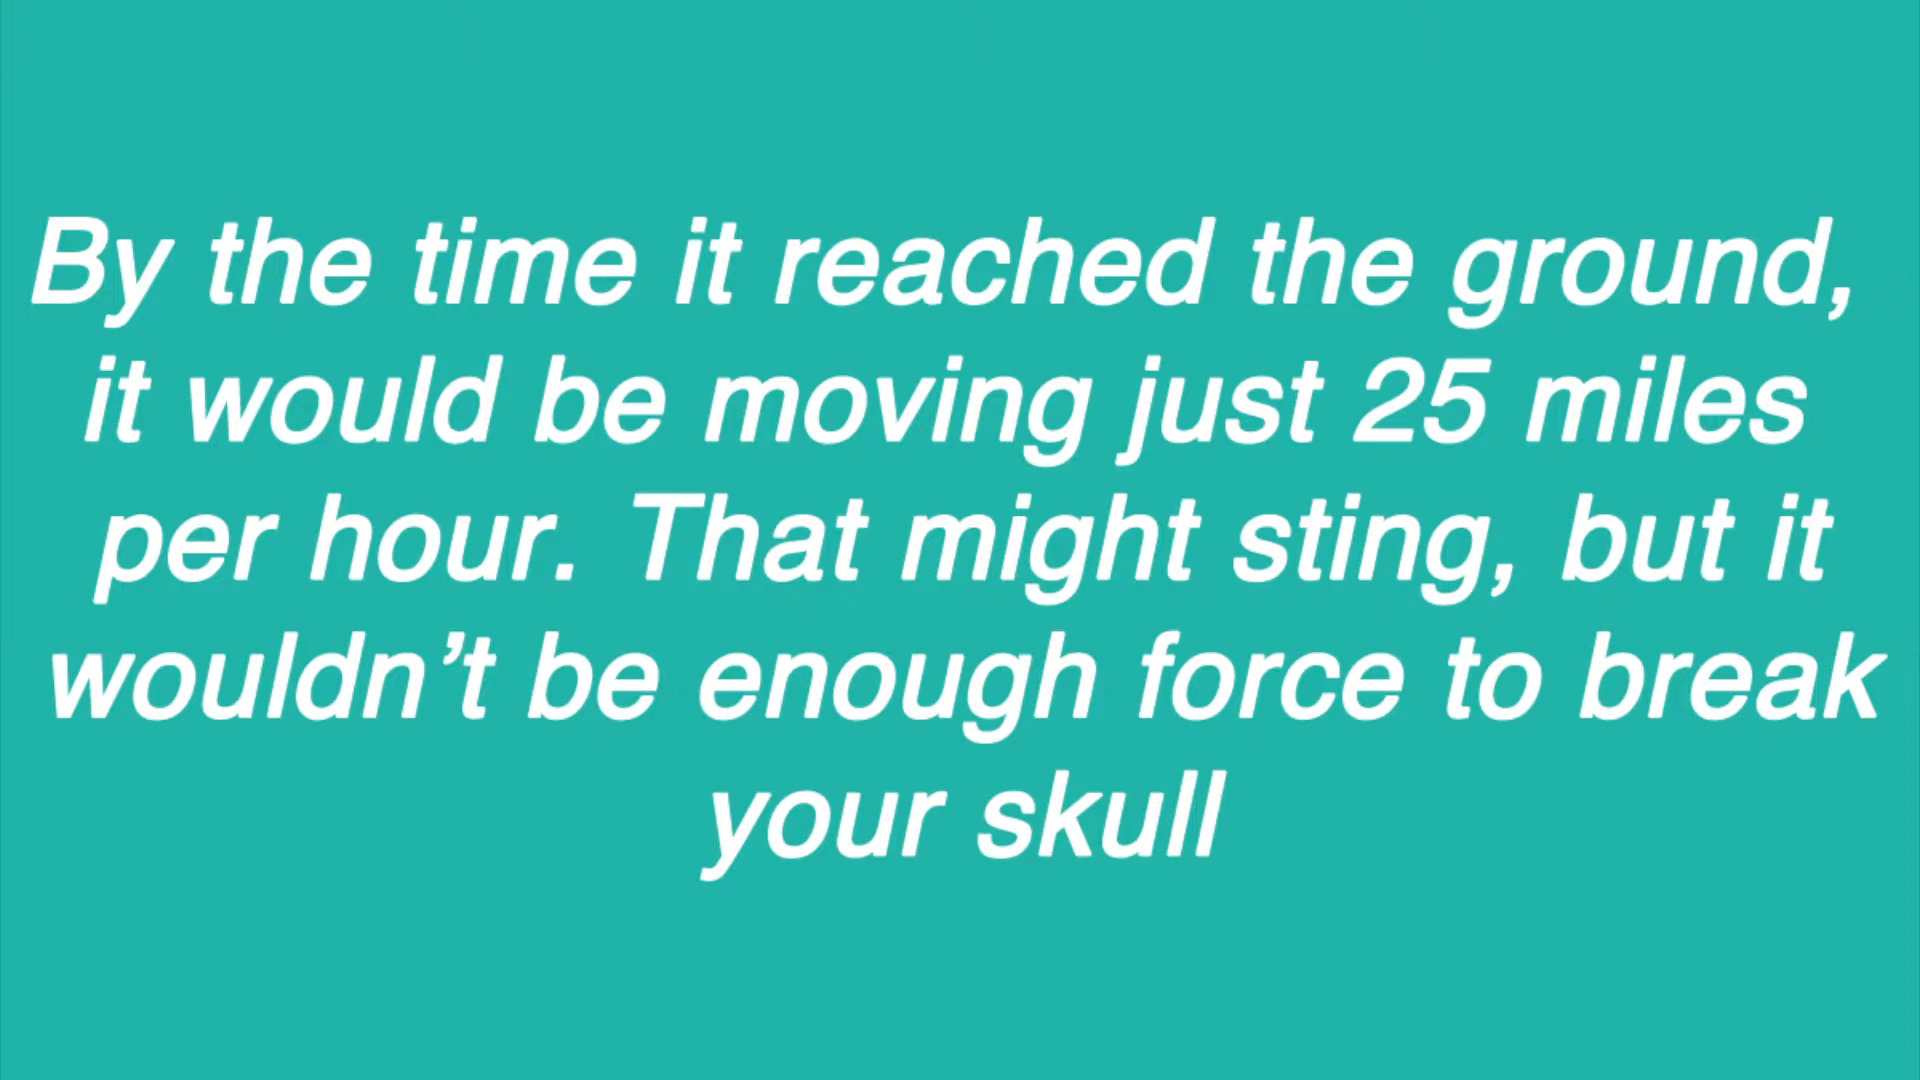 By the time it reached the ground,
it would be moving just 25 miles
per hour. That might sting, but it
wouldn’t be enough force to break
your skull